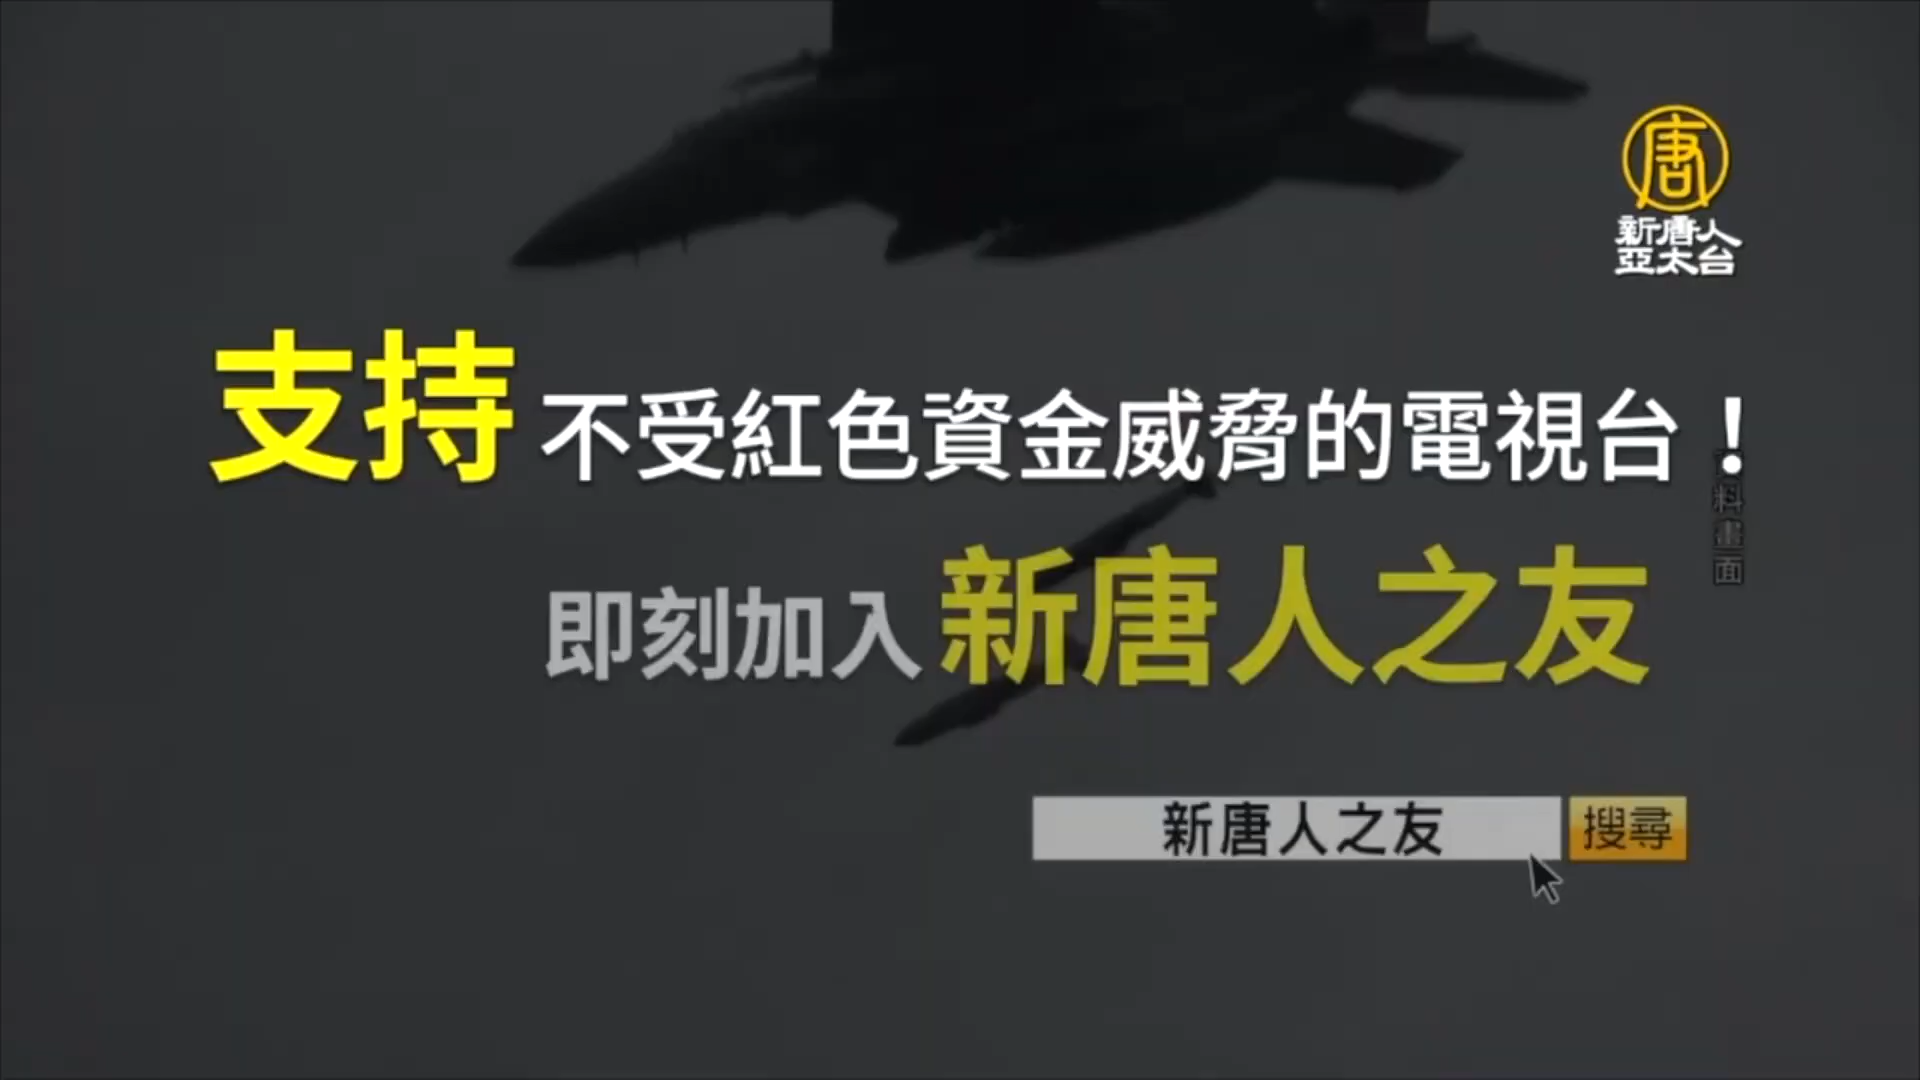 唐
新唐人
亞太台
支持 不受紅色資金威脅的電視台！
料畫面
即刻加入 新唐人之友
新唐人之友 搜尋